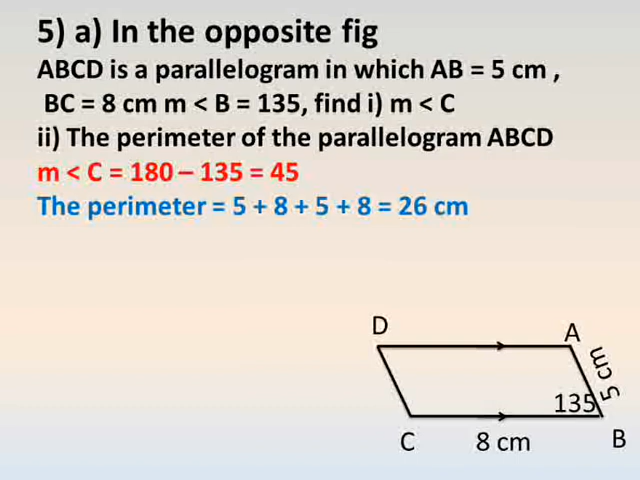 5) a) In the opposite fig
ABCD is a parallelogram in which AB = 5 cm ,
BC = 8 cm m < B = 135, find i) m < C
ii) The perimeter of the parallelogram ABCD
m < C = 180 – 135 = 45
The perimeter = 5 + 8 + 5 + 8 = 26 cm
D
A
5 cm
135
C
8 cm
B